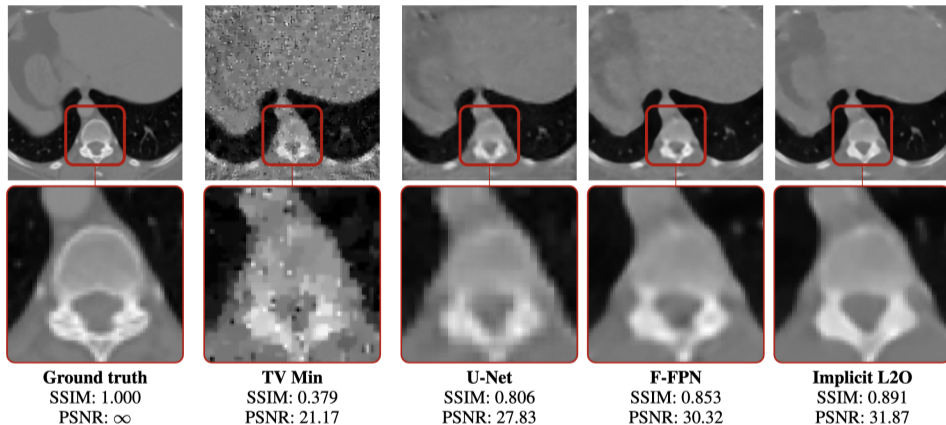 Ground truth
SSIM: 1.000
PSNR: ∞
TV Min
SSIM: 0.379
PSNR: 21.17
U-Net
SSIM: 0.806
PSNR: 27.83
F-FPN
SSIM: 0.853
PSNR: 30.32
Implicit L2O
SSIM: 0.891
PSNR: 31.87